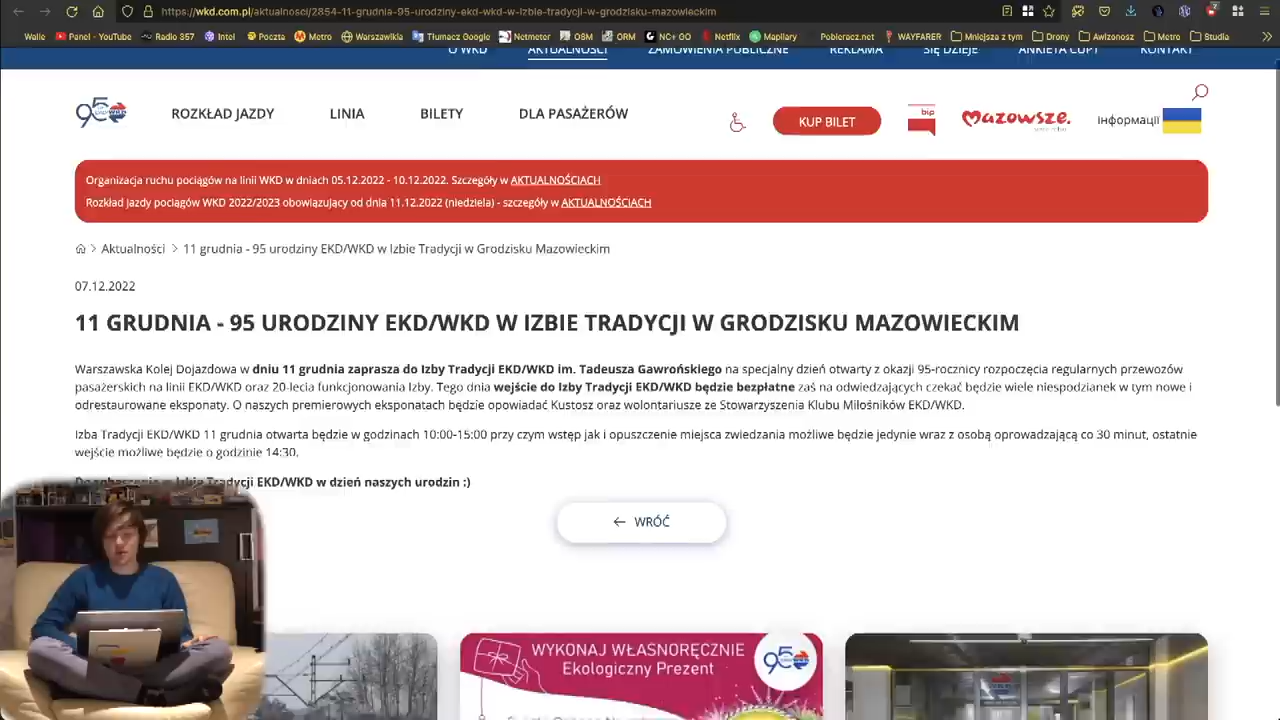 https://wkd.com.pl/aktualnosci/2854-11-grudnia-95-urodziny-ekd-wkd-w-izbie-tradycji-w-grodzisku-mazowieckim
Walle Panel - YouTube Radio 357 Intel Poczta Metro Warszawikia Tłumacz Google Netmeter OSM ORM NC+ GO Netflix Mapilary Pobieracz.net WAYFARER Mniejsza z tym Drony Awizonosz Metro Studia
O WKD AKTUALNOŚCI ZAMÓWIENIA PUBLICZNE REKLAMA SIĘ DZIEJE ANKIETA CUPT KONTAKT
95 ROZKŁAD JAZDY LINIA BILETY DLA PASAŻERÓW KUP BILET bip Mazowsze. інформації
Organizacja ruchu pociągów na linii WKD w dniach 05.12.2022 - 10.12.2022. Szczegóły w AKTUALNOŚCIACH
Rozkład jazdy pociągów WKD 2022/2023 obowiązujący od dnia 11.12.2022 (niedziela) - szczegóły w AKTUALNOŚCIACH
Aktualności > 11 grudnia - 95 urodziny EKD/WKD w Izbie Tradycji w Grodzisku Mazowieckim
07.12.2022
11 GRUDNIA - 95 URODZINY EKD/WKD W IZBIE TRADYCJI W GRODZISKU MAZOWIECKIM
Warszawska Kolej Dojazdowa w dniu 11 grudnia zaprasza do Izby Tradycji EKD/WKD im. Tadeusza Gawrońskiego na specjalny dzień otwarty z okazji 95-rocznicy rozpoczęcia regularnych przewozów
pasażerskich na linii EKD/WKD oraz 20-lecia funkcjonowania Izby. Tego dnia wejście do Izby Tradycji EKD/WKD będzie bezpłatne zaś na odwiedzających czekać będzie wiele niespodzianek w tym nowe i
odrestaurowane eksponaty. O naszych premierowych eksponatach będzie opowiadać Kustosz oraz wolontariusze ze Stowarzyszenia Klubu Miłośników EKD/WKD.
Izba Tradycji EKD/WKD 11 grudnia otwarta będzie w godzinach 10:00-15:00 przy czym wstęp jak i opuszczenie miejsca zwiedzania możliwe będzie jedynie wraz z osobą oprowadzającą co 30 minut, ostatnie
wejście możliwe będzie o godzinie 14:30.
Tradycji EKD/WKD w dzień naszych urodzin :)
← WRÓĆ
WYKONAJ WŁASNORĘCZNIE
Ekologiczny Prezent
95